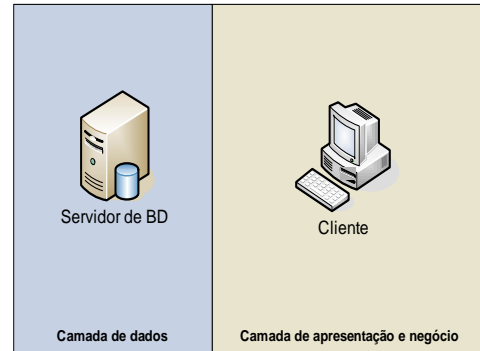 Servidor de BD
Cliente
Camada de dados
Camada de apresentação e negócio